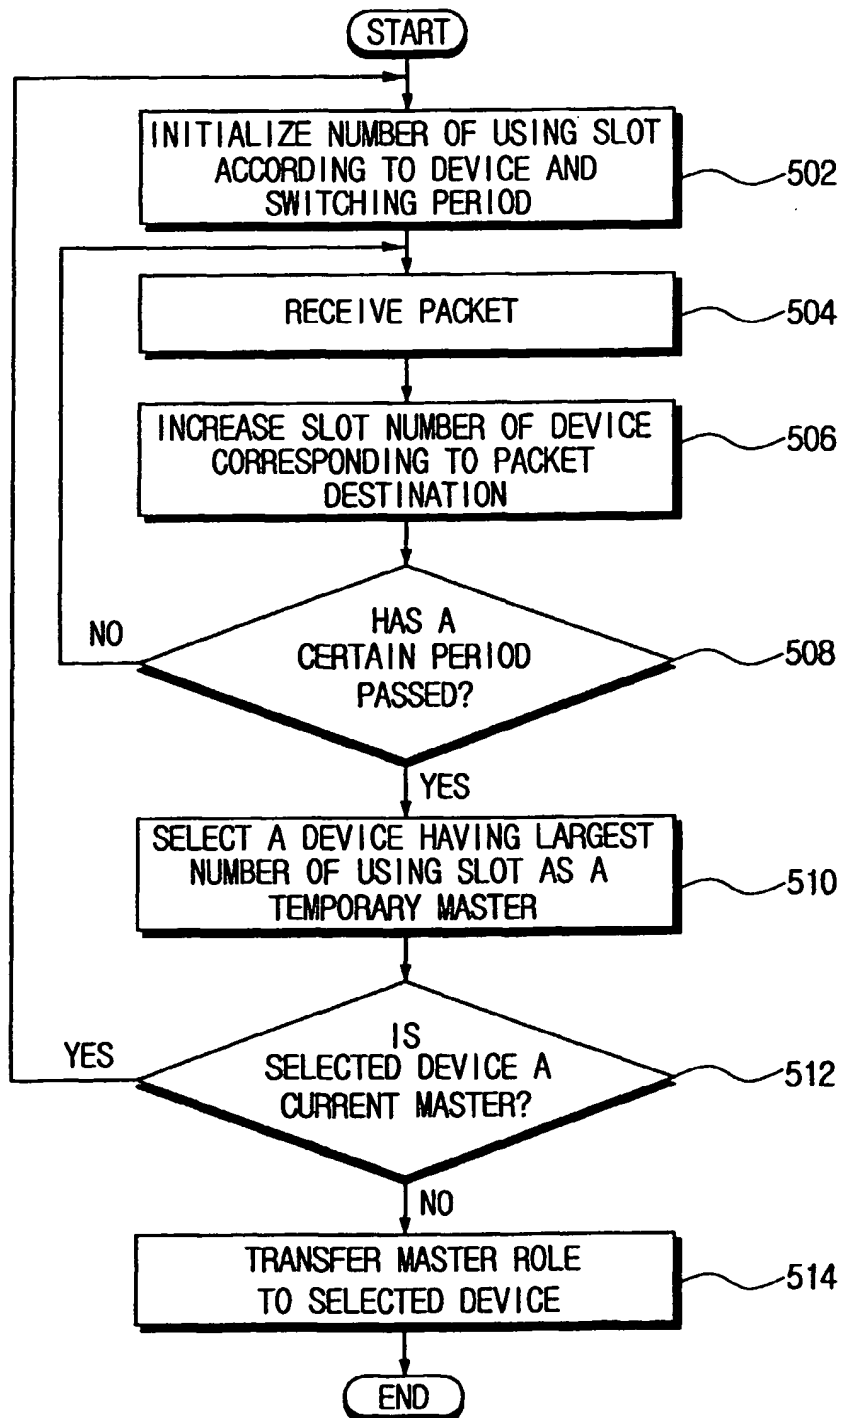 START
INITIALIZE NUMBER OF USING SLOT
ACCORDING TO DEVICE AND
SWITCHING PERIOD
502
RECEIVE PACKET
504
INCREASE SLOT NUMBER OF DEVICE
CORRESPONDING TO PACKET
DESTINATION
506
HAS A
CERTAIN PERIOD
PASSED?
508
NO
YES
SELECT A DEVICE HAVING LARGEST
NUMBER OF USING SLOT AS A
TEMPORARY MASTER
510
IS
SELECTED DEVICE A
CURRENT MASTER?
512
YES
NO
TRANSFER MASTER ROLE
TO SELECTED DEVICE
514
END